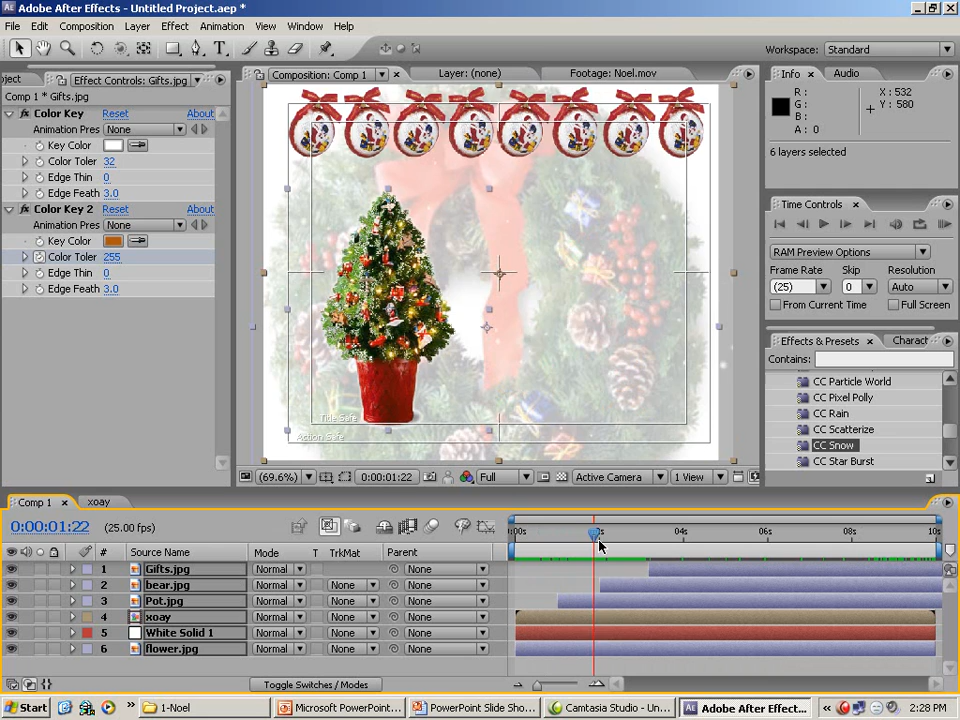 Adobe After Effects - Untitled Project.aep *
File Edit Composition Layer Effect Animation View Window Help
Workspace: Standard
oject Effect Controls: Gifts.jpg
Comp 1 * Gifts.jpg
Color Key Reset About
Animation Pres None
Key Color
Color Toler 32
Edge Thin 0
Edge Feath 3.0
Color Key 2 Reset About
Animation Pres None
Key Color
Color Toler 255
Edge Thin 0
Edge Feath 3.0
Composition: Comp 1 Layer: (none) Footage: Noel.mov
Title Safe
Action Safe
(69.6%) 0:00:01:22 Full Active Camera 1 View
Info Audio
R :
G :
B :
A : 0
X : 532
Y : 580
6 layers selected
Time Controls
RAM Preview Options
Frame Rate Skip Resolution
(25) 0 Auto
From Current Time Full Screen
Effects & Presets Charact
Contains:
CC Particle World
CC Pixel Polly
CC Rain
CC Scatterize
CC Snow
CC Star Burst
Comp 1 xoay
0:00:01:22 (25.00 fps)
:00s 04s 06s 08s 10s
# Source Name Mode T TrkMat Parent
1 Gifts.jpg Normal None
2 bear.jpg Normal None None
3 Pot.jpg Normal None None
4 xoay Normal None None
5 White Solid 1 Normal None None
6 flower.jpg Normal None None
Toggle Switches / Modes
Start 1-Noel Microsoft PowerPoint... PowerPoint Slide Sho... Camtasia Studio - Un... Adobe After Effect... 2:28 PM